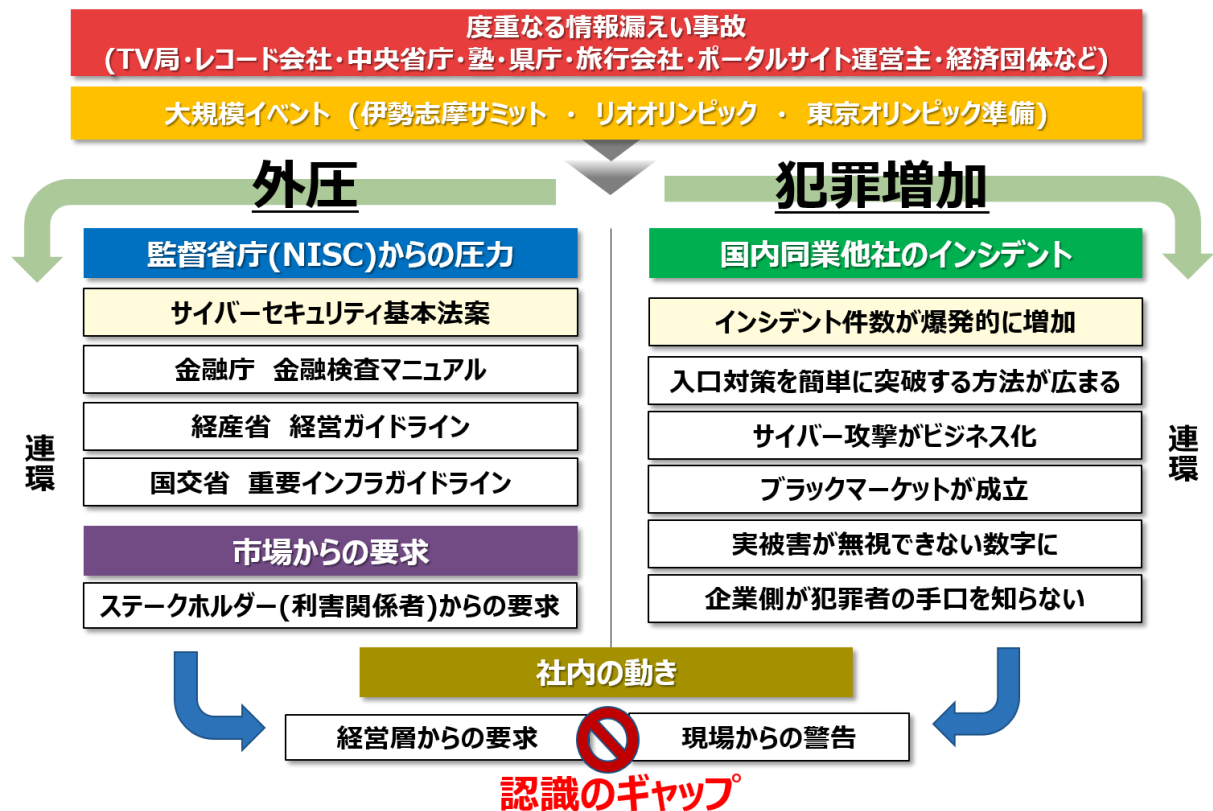 度重なる情報漏えい事故
(TV局・レコード会社・中央省庁・塾・県庁・旅行会社・ポータルサイト運営主・経済団体など)
大規模イベント (伊勢志摩サミット ・ リオオリンピック ・ 東京オリンピック準備)
外圧
監督省庁(NISC)からの圧力
サイバーセキュリティ基本法案
金融庁 金融検査マニュアル
経産省 経営ガイドライン
国交省 重要インフラガイドライン
連環
市場からの要求
ステークホルダー(利害関係者)からの要求
犯罪増加
国内同業他社のインシデント
インシデント件数が爆発的に増加
入口対策を簡単に突破する方法が広まる
サイバー攻撃がビジネス化
ブラックマーケットが成立
実被害が無視できない数字に
企業側が犯罪者の手口を知らない
連環
社内の動き
経営層からの要求
現場からの警告
認識のギャップ